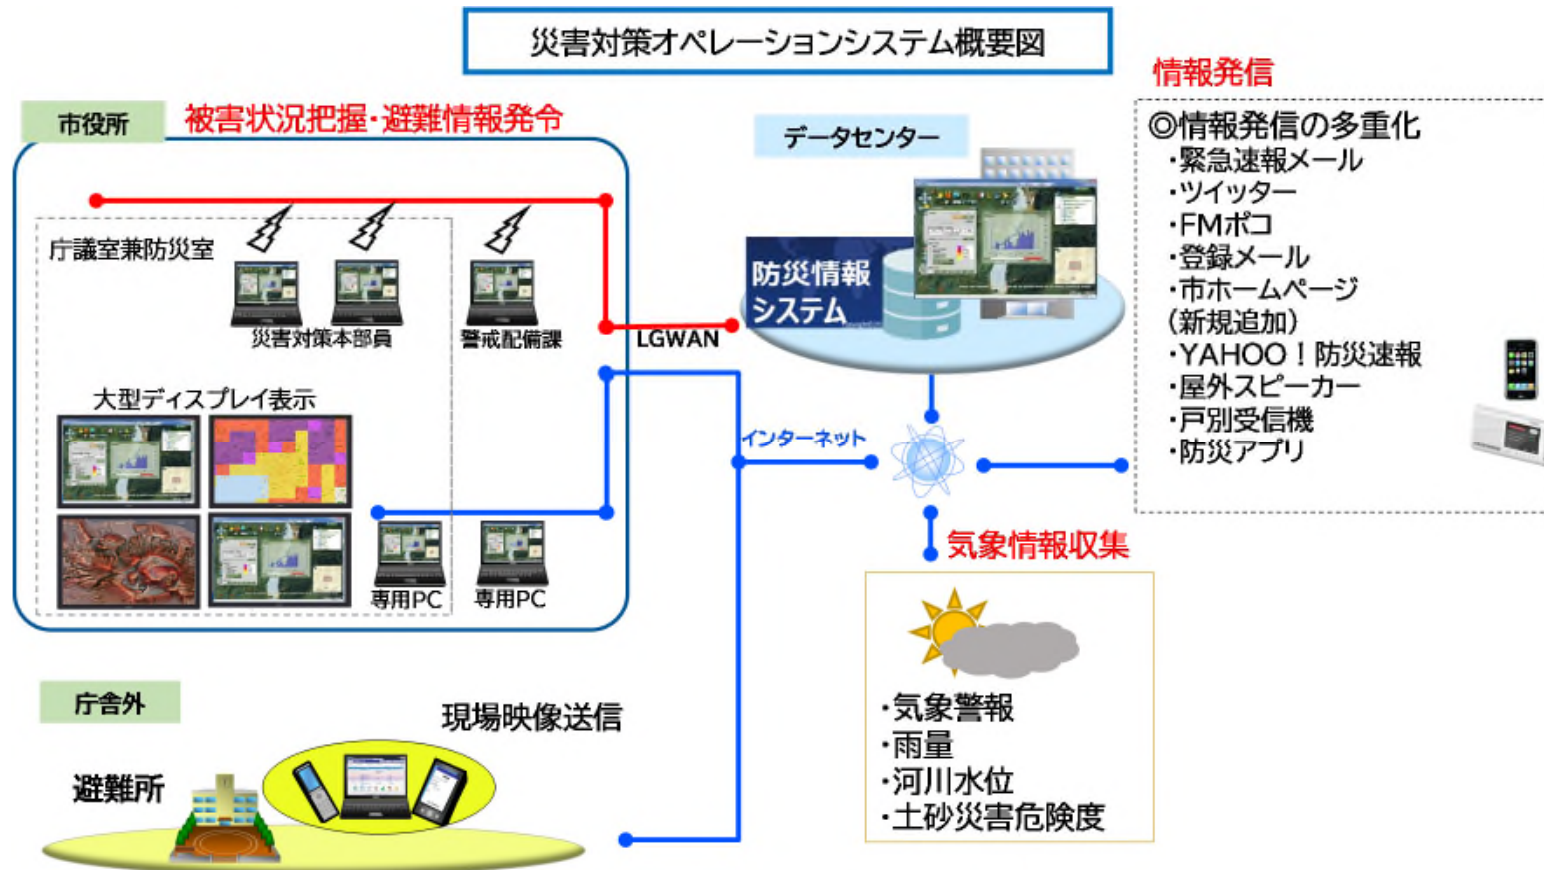 災害対策オペレーションシステム概要図
市役所
被害状況把握・避難情報発令
庁議室兼防災室
災害対策本部員
警戒配備課
大型ディスプレイ表示
専用PC
専用PC
LGWAN
データセンター
防災情報
システム
インターネット
情報発信
◎情報発信の多重化
・緊急速報メール
・ツイッター
・FMポコ
・登録メール
・市ホームページ
(新規追加)
・YAHOO！防災速報
・屋外スピーカー
・戸別受信機
・防災アプリ
気象情報収集
・気象警報
・雨量
・河川水位
・土砂災害危険度
庁舎外
現場映像送信
避難所